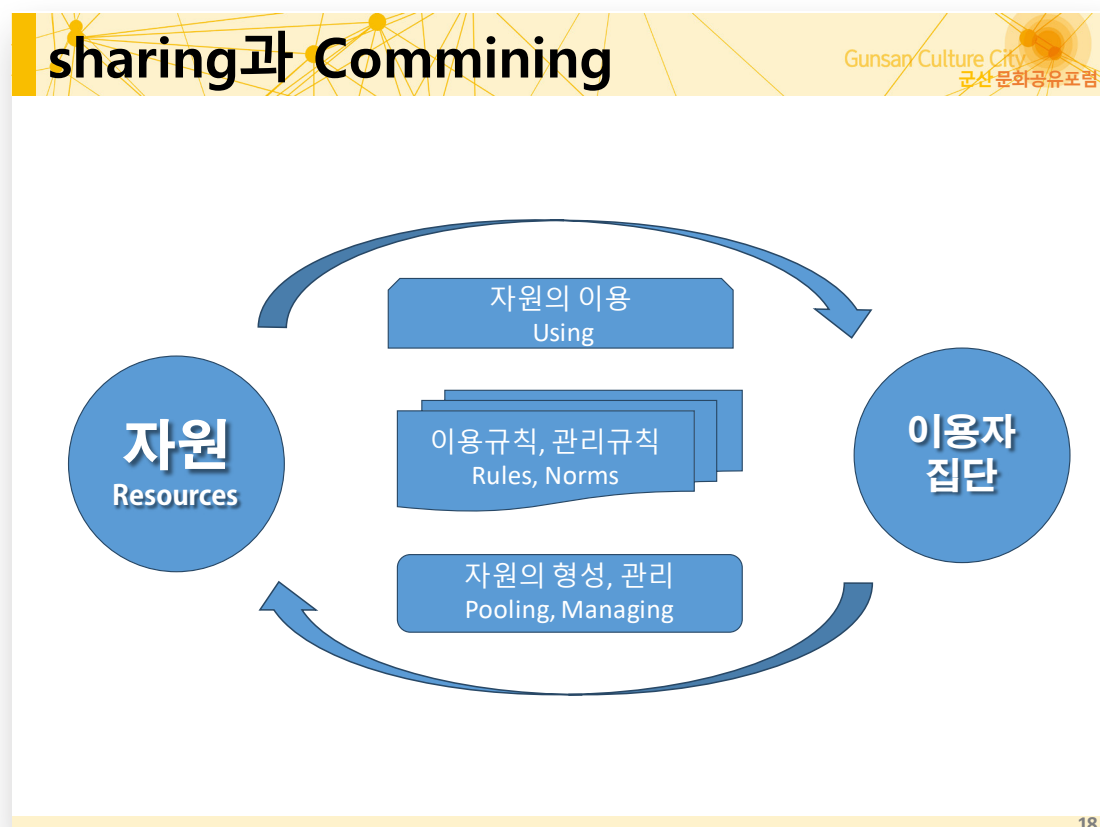 sharing과 Commining
Gunsan Culture City
군산문화공유포럼
자원의 이용
Using
자원
Resources
이용규칙, 관리규칙
Rules, Norms
이용자
집단
자원의 형성, 관리
Pooling, Managing
18